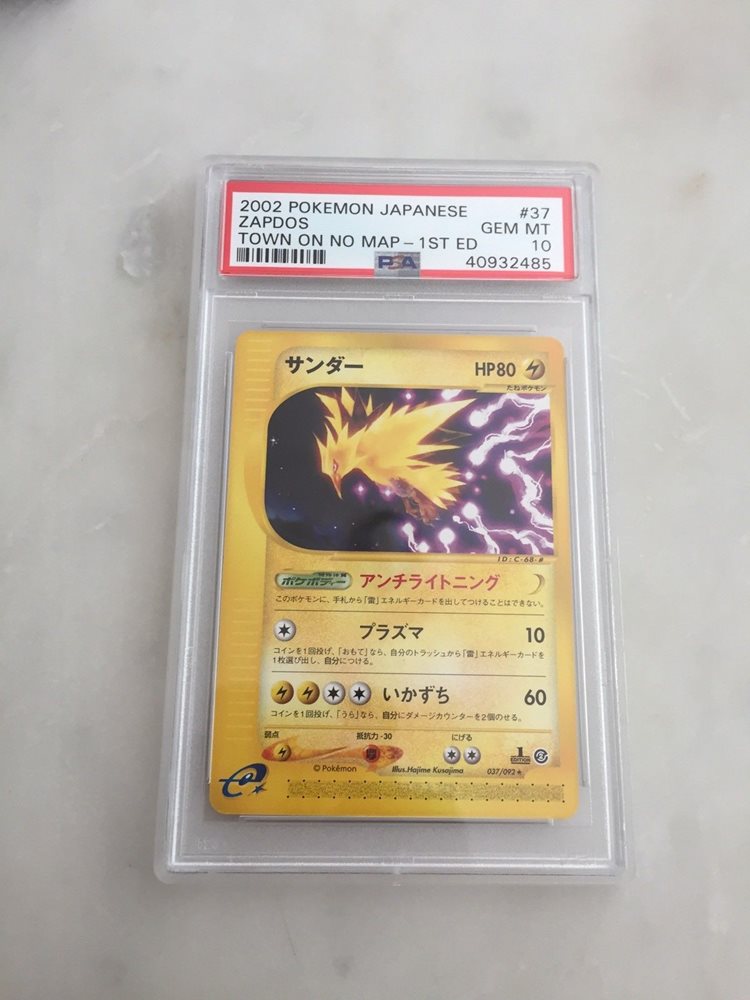 2002 POKEMON JAPANESE #37
ZAPDOS GEM MT
TOWN ON NO MAP - 1ST ED 10
PSA 40932485
サンダー HP80
たねポケモン
ID:C-68-#
ポケボディー 特殊体質 アンチライトニング
このポケモンに、手札から「雷」エネルギーカードを出してつけることはできない。
プラズマ 10
コインを1回投げ、「おもて」なら、自分のトラッシュから「雷」エネルギーカードを
1枚選び出し、自分につける。
いかずち 60
コインを1回投げ、「うら」なら、自分にダメージカウンターを2個のせる。
弱点 抵抗力-30 にげる
1 EDITION
© Pokémon Illus.Hajime Kusajima 037/092★
e